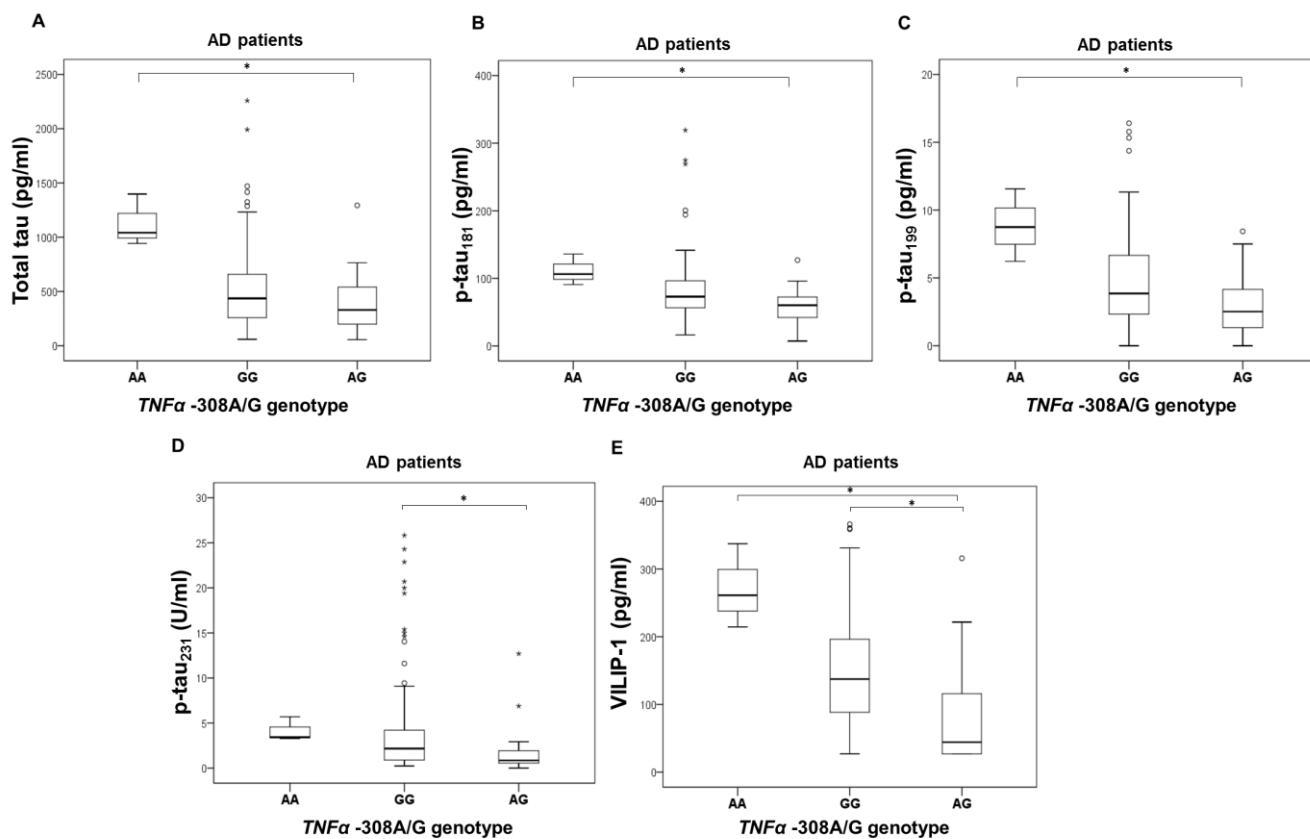 A
AD patients
*
Total tau (pg/ml)
2500
2000
1500
1000
500
0
AA GG AG
TNFα -308A/G genotype
B
AD patients
*
p-tau181 (pg/ml)
400
300
200
100
0
AA GG AG
TNFα -308A/G genotype
C
AD patients
*
p-tau199 (pg/ml)
20
15
10
5
0
AA GG AG
TNFα -308A/G genotype
D
AD patients
*
p-tau231 (U/ml)
30
25
20
15
10
5
0
AA GG AG
TNFα -308A/G genotype
E
AD patients
*
*
VILIP-1 (pg/ml)
400
300
200
100
0
AA GG AG
TNFα -308A/G genotype